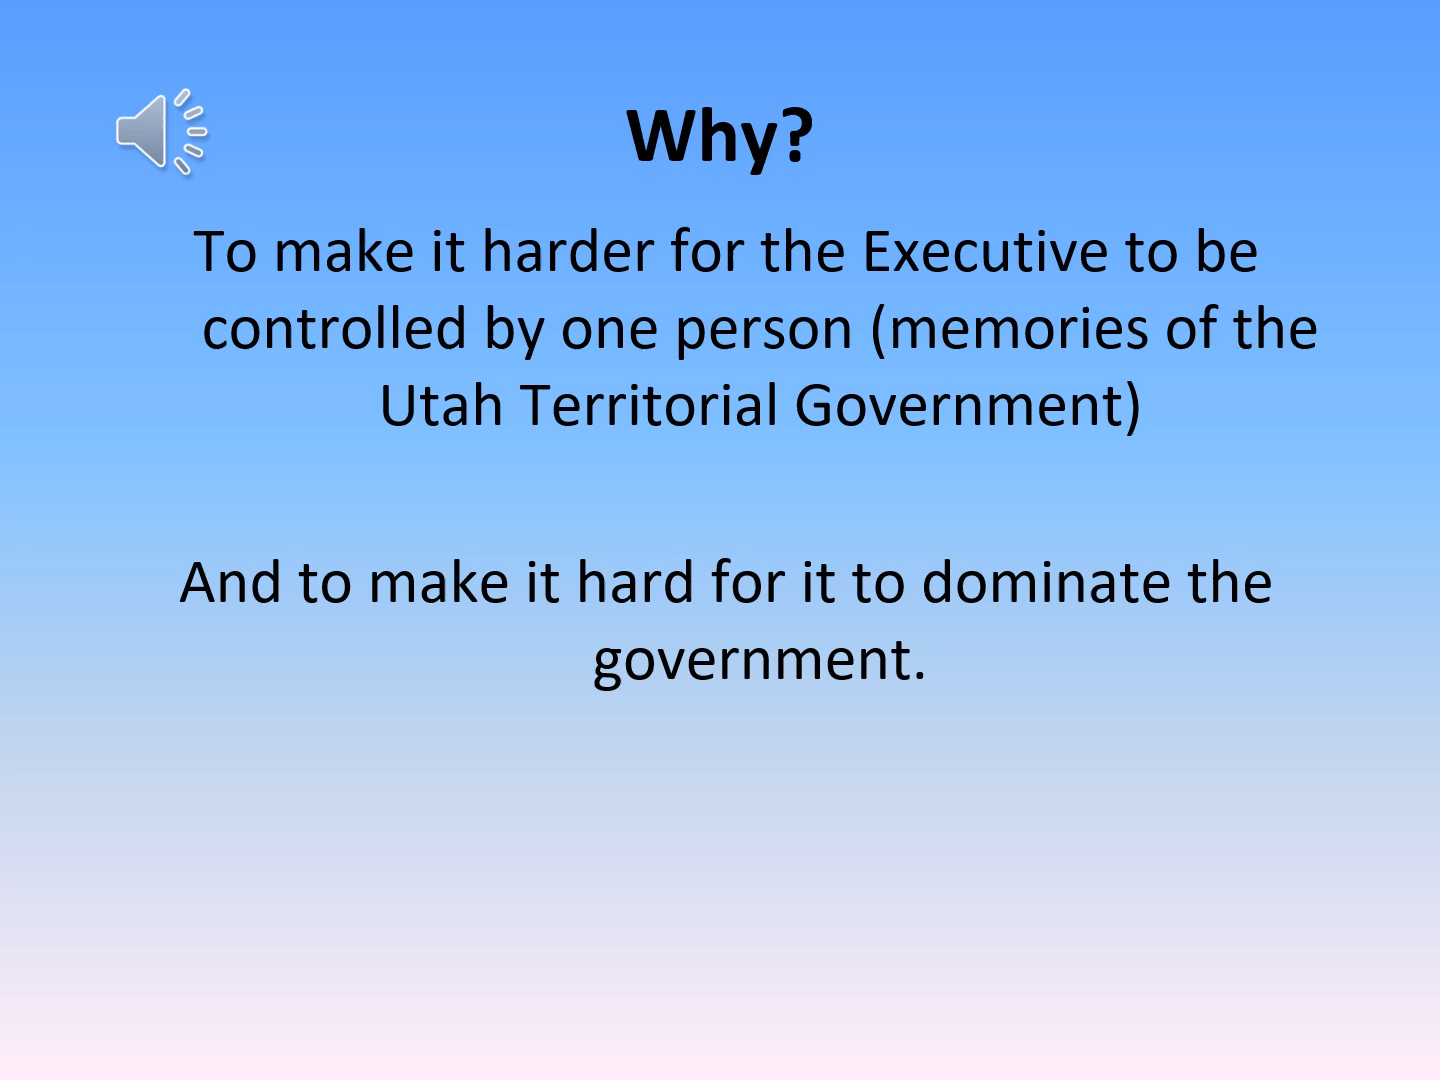 Why?
To make it harder for the Executive to be
controlled by one person (memories of the
Utah Territorial Government)
And to make it hard for it to dominate the
government.